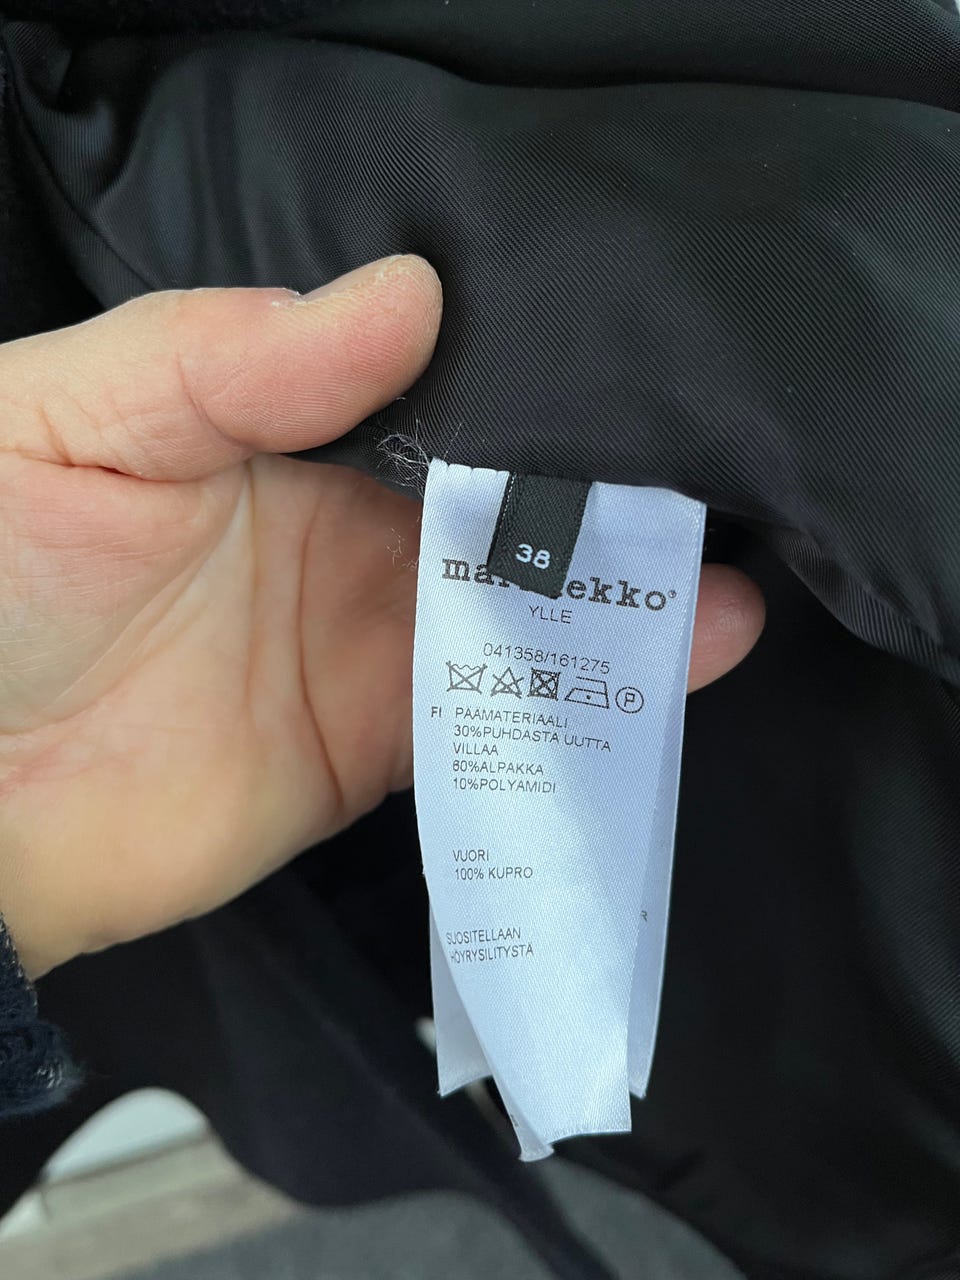 38
ma ekko®
YLLE
041358/161275
P
FI PÄÄMATERIAALI
30%PUHDASTA UUTTA
VILLAA
60%ALPAKKA
10%POLYAMIDI
VUORI
100% KUPRO
R
SUOSITELLAAN
HÖYRYSILITYSTÄ